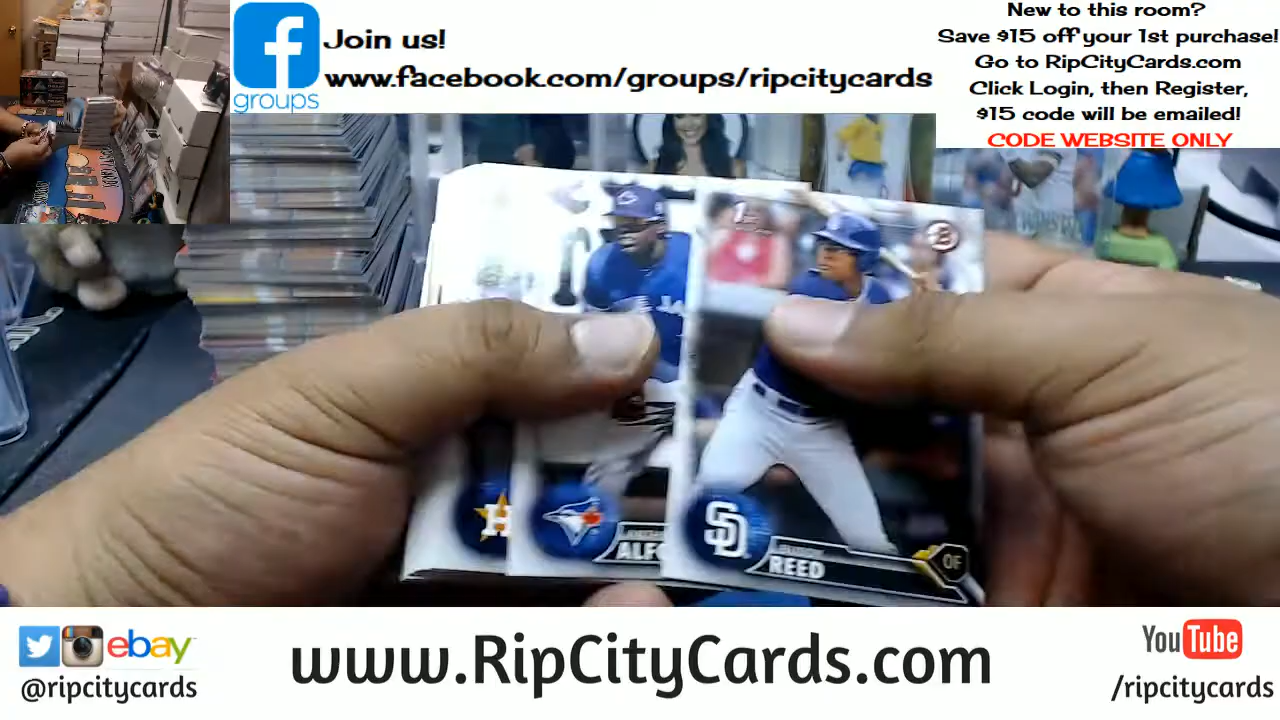 Join us!
www.facebook.com/groups/ripcitycards
groups
New to this room?
Save $15 off your 1st purchase!
Go to RipCityCards.com
Click Login, then Register,
$15 code will be emailed!
CODE WEBSITE ONLY
1st
B
H
ALFO
SD
REED
OF
ebay
@ripcitycards
www.RipCityCards.com
YouTube
/ripcitycards